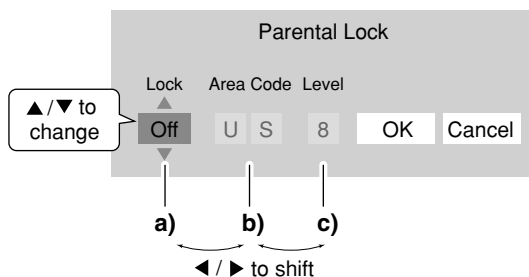 Parental Lock
Lock Area Code Level
▲/▼ to
change
Off U S 8 OK Cancel
a) b) c)
◀ / ▶ to shift